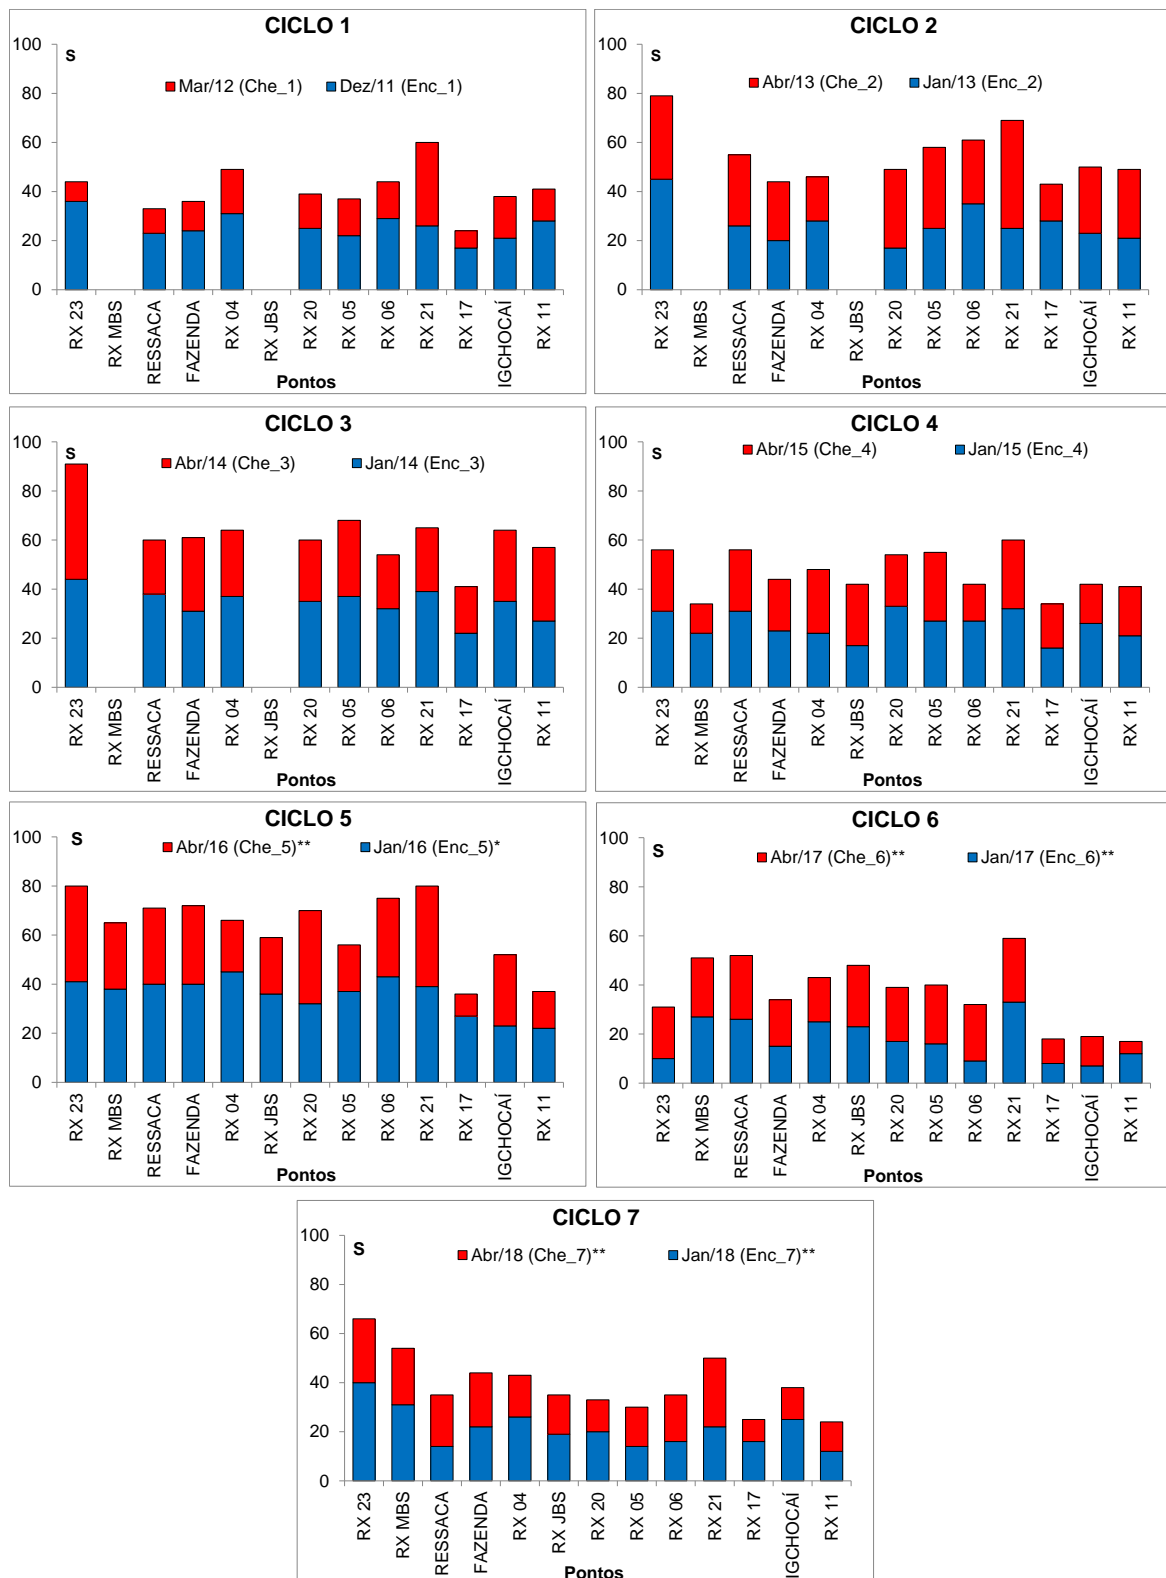 CICLO 1
S
Mar/12 (Che_1) Dez/11 (Enc_1)
100
80
60
40
20
0
RX 23
RX MBS
RESSACA
FAZENDA
RX 04
RX JBS
RX 20
RX 05
RX 06
RX 21
RX 17
IGCHOCAÍ
RX 11
Pontos
CICLO 2
S
Abr/13 (Che_2) Jan/13 (Enc_2)
100
80
60
40
20
0
RX 23
RX MBS
RESSACA
FAZENDA
RX 04
RX JBS
RX 20
RX 05
RX 06
RX 21
RX 17
IGCHOCAÍ
RX 11
Pontos
CICLO 3
S
Abr/14 (Che_3) Jan/14 (Enc_3)
100
80
60
40
20
0
RX 23
RX MBS
RESSACA
FAZENDA
RX 04
RX JBS
RX 20
RX 05
RX 06
RX 21
RX 17
IGCHOCAÍ
RX 11
Pontos
CICLO 4
S
Abr/15 (Che_4) Jan/15 (Enc_4)
100
80
60
40
20
0
RX 23
RX MBS
RESSACA
FAZENDA
RX 04
RX JBS
RX 20
RX 05
RX 06
RX 21
RX 17
IGCHOCAÍ
RX 11
Pontos
CICLO 5
S
Abr/16 (Che_5)** Jan/16 (Enc_5)*
100
80
60
40
20
0
RX 23
RX MBS
RESSACA
FAZENDA
RX 04
RX JBS
RX 20
RX 05
RX 06
RX 21
RX 17
IGCHOCAÍ
RX 11
Pontos
CICLO 6
S
Abr/17 (Che_6)** Jan/17 (Enc_6)**
100
80
60
40
20
0
RX 23
RX MBS
RESSACA
FAZENDA
RX 04
RX JBS
RX 20
RX 05
RX 06
RX 21
RX 17
IGCHOCAÍ
RX 11
Pontos
CICLO 7
S
Abr/18 (Che_7)** Jan/18 (Enc_7)**
100
80
60
40
20
0
RX 23
RX MBS
RESSACA
FAZENDA
RX 04
RX JBS
RX 20
RX 05
RX 06
RX 21
RX 17
IGCHOCAÍ
RX 11
Pontos